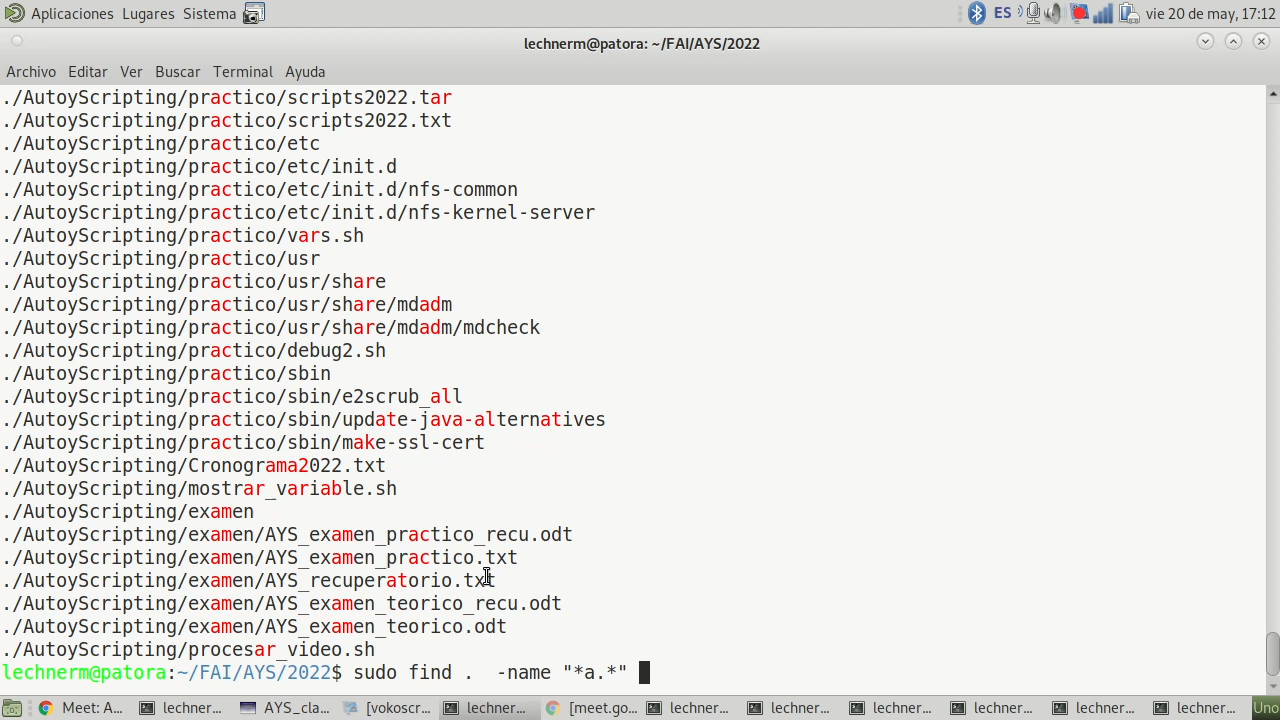 Aplicaciones Lugares Sistema ES vie 20 de may, 17:12
lechnerm@patora: ~/FAI/AYS/2022
Archivo Editar Ver Buscar Terminal Ayuda
./AutoyScripting/practico/scripts2022.tar
./AutoyScripting/practico/scripts2022.txt
./AutoyScripting/practico/etc
./AutoyScripting/practico/etc/init.d
./AutoyScripting/practico/etc/init.d/nfs-common
./AutoyScripting/practico/etc/init.d/nfs-kernel-server
./AutoyScripting/practico/vars.sh
./AutoyScripting/practico/usr
./AutoyScripting/practico/usr/share
./AutoyScripting/practico/usr/share/mdadm
./AutoyScripting/practico/usr/share/mdadm/mdcheck
./AutoyScripting/practico/debug2.sh
./AutoyScripting/practico/sbin
./AutoyScripting/practico/sbin/e2scrub_all
./AutoyScripting/practico/sbin/update-java-alternatives
./AutoyScripting/practico/sbin/make-ssl-cert
./AutoyScripting/Cronograma2022.txt
./AutoyScripting/mostrar_variable.sh
./AutoyScripting/examen
./AutoyScripting/examen/AYS_examen_practico_recu.odt
./AutoyScripting/examen/AYS_examen_practico.txt
./AutoyScripting/examen/AYS_recuperatorio.txt
./AutoyScripting/examen/AYS_examen_teorico_recu.odt
./AutoyScripting/examen/AYS_examen_teorico.odt
./AutoyScripting/procesar_video.sh
lechnerm@patora:~/FAI/AYS/2022$ sudo find .  -name "*a.*"
Meet: A... lechner... AYS_cla... [vokoscr... lechner... [meet.go... lechner... lechner... lechner... lechner... lechner... lechner... Uno